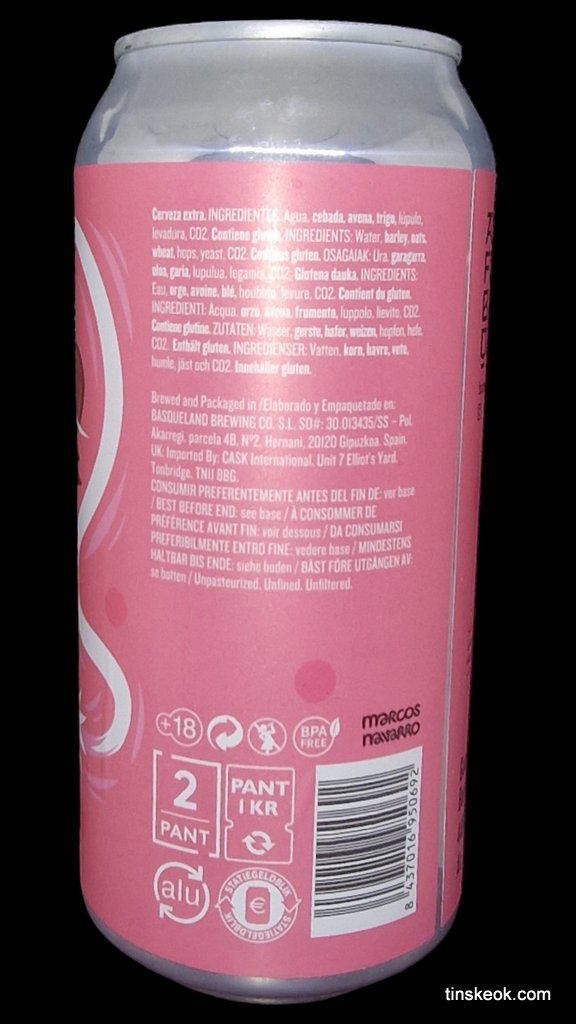 Cerveza extra. INGREDIENTES: Agua, cebada, avena, trigo, lúpulo,
levadura, CO2. Contiene gluten. INGREDIENTS: Water, barley, oats,
wheat, hops, yeast, CO2. Contains gluten. OSAGAIAK: Ura, garagarra,
oloa, garia, lupulua, legamia, CO2. Glutena dauka. INGREDIENTS:
Eau, orge, avoine, blé, houblon, levure, CO2. Contient du gluten.
INGREDIENTI: Acqua, orzo, avena, frumento, luppolo, lievito, CO2.
Contiene glutine. ZUTATEN: Wasser, gerste, hafer, weizen, hopfen, hefe,
CO2. Enthält gluten. INGREDIENSER: Vatten, korn, havre, vete,
humle, jäst och CO2. Innehåller gluten.
Brewed and Packaged in /Elaborado y Empaquetado en:
BASQUELAND BREWING CO. S.L. SO#: 30.013435/SS – Pol.
Akarregi, parcela 4B, Nº2, Hernani, 20120 Gipuzkoa, Spain.
UK: Imported By: CASK International, Unit 7 Elliot's Yard,
Tonbridge, TN11 8BG.
CONSUMIR PREFERENTEMENTE ANTES DEL FIN DE: ver base
/ BEST BEFORE END: see base / À CONSOMMER DE
PRÉFÉRENCE AVANT FIN: voir dessous / DA CONSUMARSI
PREFERIBILMENTE ENTRO FINE: vedere base / MINDESTENS
HALTBAR BIS ENDE: siehe boden / BÄST FÖRE UTGÅNGEN AV:
se botten / Unpasteurized. Unfined. Unfiltered.
+18
BPA
FREE
marcos
navarro
2
PANT
PANT
1 KR
alu
STATIEGELDBLIK
€
STATIEGELDBLIK
8 437016 950692
tinskeok.com